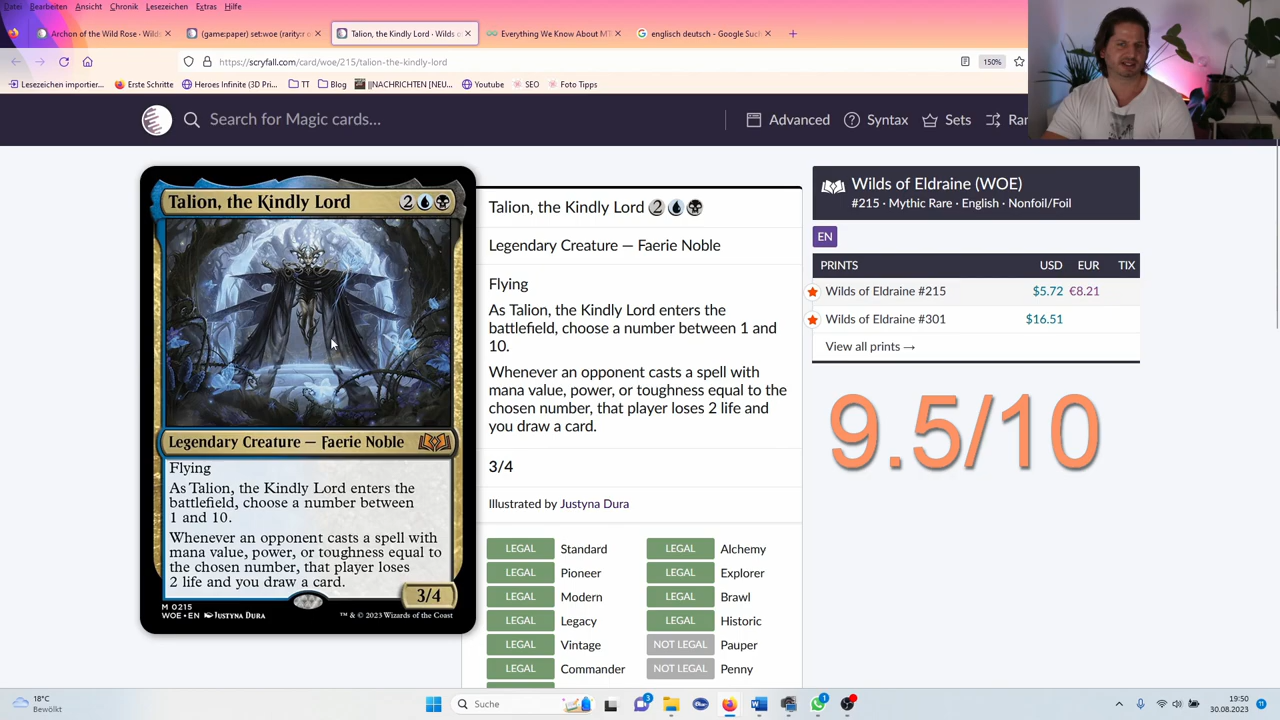 Datei Bearbeiten Ansicht Chronik Lesezeichen Extras Hilfe
Archon of the Wild Rose · Wilds
(game:paper) set:woe (rarity:r
Talion, the Kindly Lord · Wilds o
Everything We Know About MT
englisch deutsch - Google Such
https://scryfall.com/card/woe/215/talion-the-kindly-lord
150%
Lesezeichen importier... Erste Schritte Heroes Infinite (3D Pri... TT Blog ||NACHRICHTEN [NEU... Youtube SEO Foto Tipps
Search for Magic cards...
Advanced
Syntax
Sets
Ran
Talion, the Kindly Lord 2
Legendary Creature — Faerie Noble
Flying
As Talion, the Kindly Lord enters the
battlefield, choose a number between
1 and 10.
Whenever an opponent casts a spell with
mana value, power, or toughness equal to
the chosen number, that player loses
2 life and you draw a card.
3/4
M 0215
WOE • EN Justyna Dura
™ & © 2023 Wizards of the Coast
Talion, the Kindly Lord 2
Legendary Creature — Faerie Noble
Flying
As Talion, the Kindly Lord enters the
battlefield, choose a number between 1 and
10.
Whenever an opponent casts a spell with
mana value, power, or toughness equal to the
chosen number, that player loses 2 life and
you draw a card.
3/4
Illustrated by Justyna Dura
LEGAL Standard LEGAL Alchemy
LEGAL Pioneer LEGAL Explorer
LEGAL Modern LEGAL Brawl
LEGAL Legacy LEGAL Historic
LEGAL Vintage NOT LEGAL Pauper
LEGAL Commander NOT LEGAL Penny
Wilds of Eldraine (WOE)
#215 • Mythic Rare • English • Nonfoil/Foil
EN
PRINTS USD EUR TIX
Wilds of Eldraine #215 $5.72 €8.21
Wilds of Eldraine #301 $16.51
View all prints →
9.5/10
18°C
Bewölkt
Suche
3
1
19:50
30.08.2023